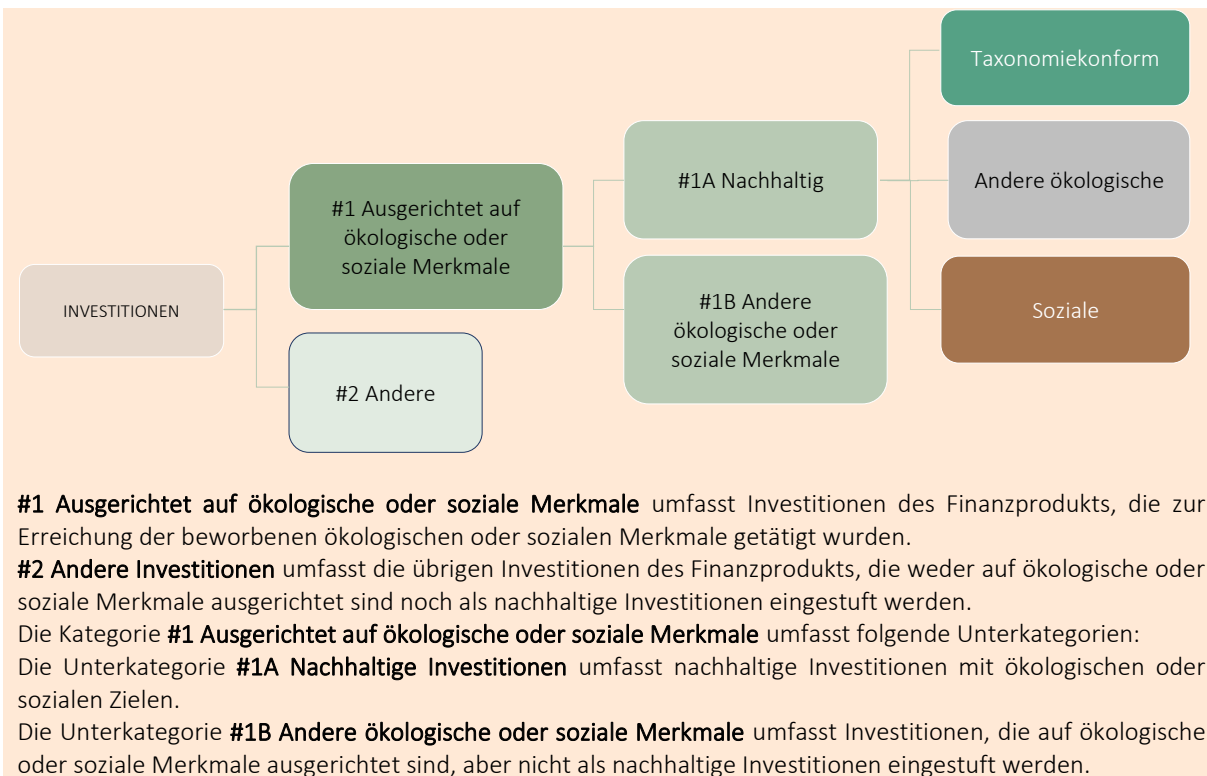 Taxonomiekonform
#1A Nachhaltig
Andere ökologische
#1 Ausgerichtet auf
ökologische oder
soziale Merkmale
INVESTITIONEN
#1B Andere
ökologische oder
soziale Merkmale
Soziale
#2 Andere
#1 Ausgerichtet auf ökologische oder soziale Merkmale umfasst Investitionen des Finanzprodukts, die zur
Erreichung der beworbenen ökologischen oder sozialen Merkmale getätigt wurden.
#2 Andere Investitionen umfasst die übrigen Investitionen des Finanzprodukts, die weder auf ökologische oder
soziale Merkmale ausgerichtet sind noch als nachhaltige Investitionen eingestuft werden.
Die Kategorie #1 Ausgerichtet auf ökologische oder soziale Merkmale umfasst folgende Unterkategorien:
Die Unterkategorie #1A Nachhaltige Investitionen umfasst nachhaltige Investitionen mit ökologischen oder
sozialen Zielen.
Die Unterkategorie #1B Andere ökologische oder soziale Merkmale umfasst Investitionen, die auf ökologische
oder soziale Merkmale ausgerichtet sind, aber nicht als nachhaltige Investitionen eingestuft werden.